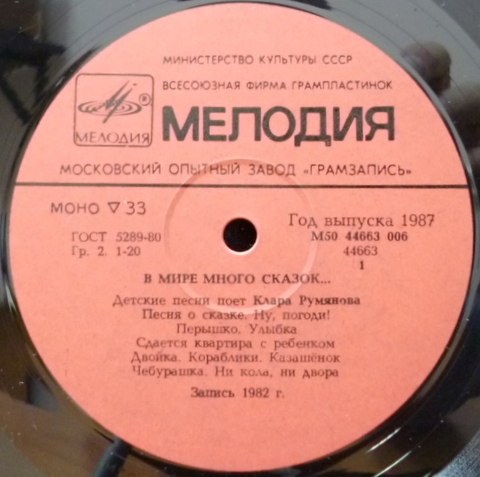 МИНИСТЕРСТВО КУЛЬТУРЫ СССР
ВСЕСОЮЗНАЯ ФИРМА ГРАМПЛАСТИНОК
®
МЕЛОДИЯ
МЕЛОДИЯ
МОСКОВСКИЙ ОПЫТНЫЙ ЗАВОД «ГРАМЗАПИСЬ»
МОНО ▽ 33
Год выпуска 1987
ГОСТ 5289-80
М50 44663 006
Гр. 2. 1-20
44663
1
В МИРЕ МНОГО СКАЗОК...
Детские песни поет Клара Румянова
Песня о сказке. Ну, погоди!
Перышко. Улыбка
Сдается квартира с ребенком
Двойка. Кораблики. Казашёнок
Чебурашка. Ни кола, ни двора
Запись 1982 г.